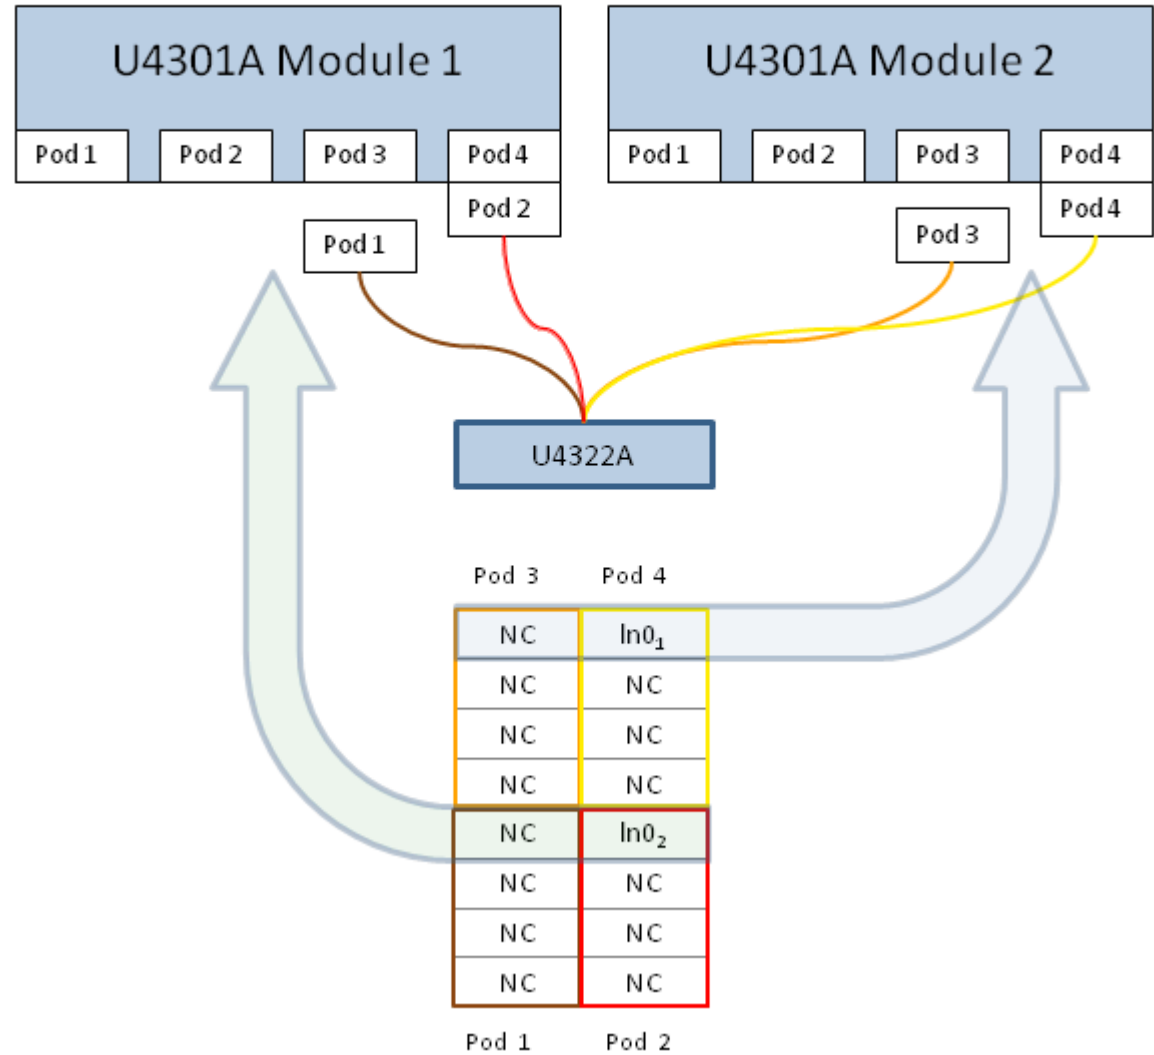 U4301A Module 1 U4301A Module 2
Pod 1 Pod 2 Pod 3 Pod 4 Pod 1 Pod 2 Pod 3 Pod 4
Pod 2 Pod 4
Pod 1 Pod 3
U4322A
Pod 3 Pod 4
NC ln0₁
NC NC
NC NC
NC NC
NC ln0₂
NC NC
NC NC
NC NC
Pod 1 Pod 2